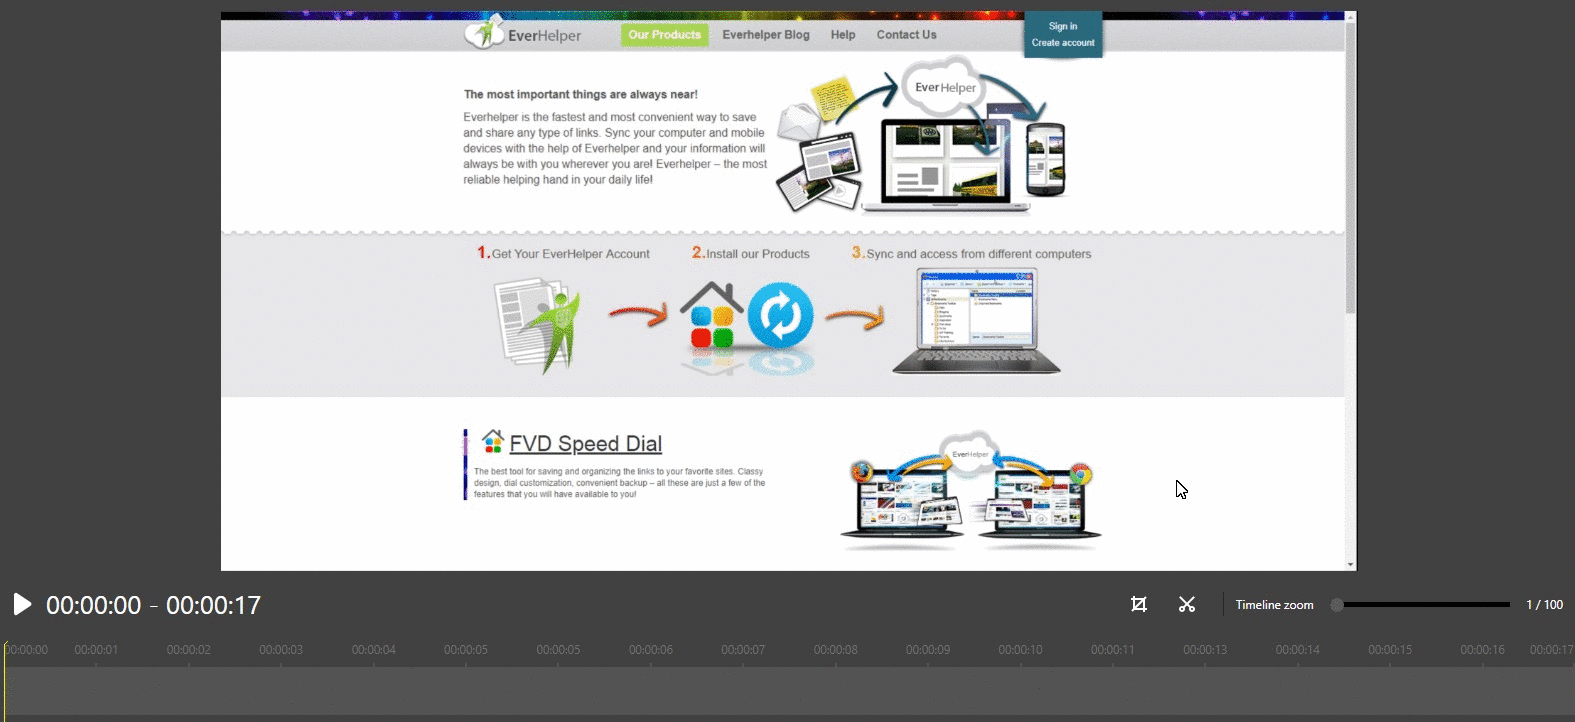 EverHelper
Our Products
Everhelper Blog
Help
Contact Us
Sign in
Create account
The most important things are always near!
Everhelper is the fastest and most convenient way to save
and share any type of links. Sync your computer and mobile
devices with the help of Everhelper and your information will
always be with you wherever you are! Everhelper – the most
reliable helping hand in your daily life!
EverHelper
1.Get Your EverHelper Account
2.Install our Products
3.Sync and access from different computers
FVD Speed Dial
The best tool for saving and organizing the links to your favorite sites. Classy
design, dial customization, convenient backup – all these are just a few of the
features that you will have available to you!
EverHelper
00:00:00 - 00:00:17
Timeline zoom
1 / 100
00:00:00 00:00:01 00:00:02 00:00:03 00:00:04 00:00:05 00:00:05 00:00:06 00:00:07 00:00:08 00:00:09 00:00:10 00:00:11 00:00:13 00:00:14 00:00:15 00:00:16 00:00:17